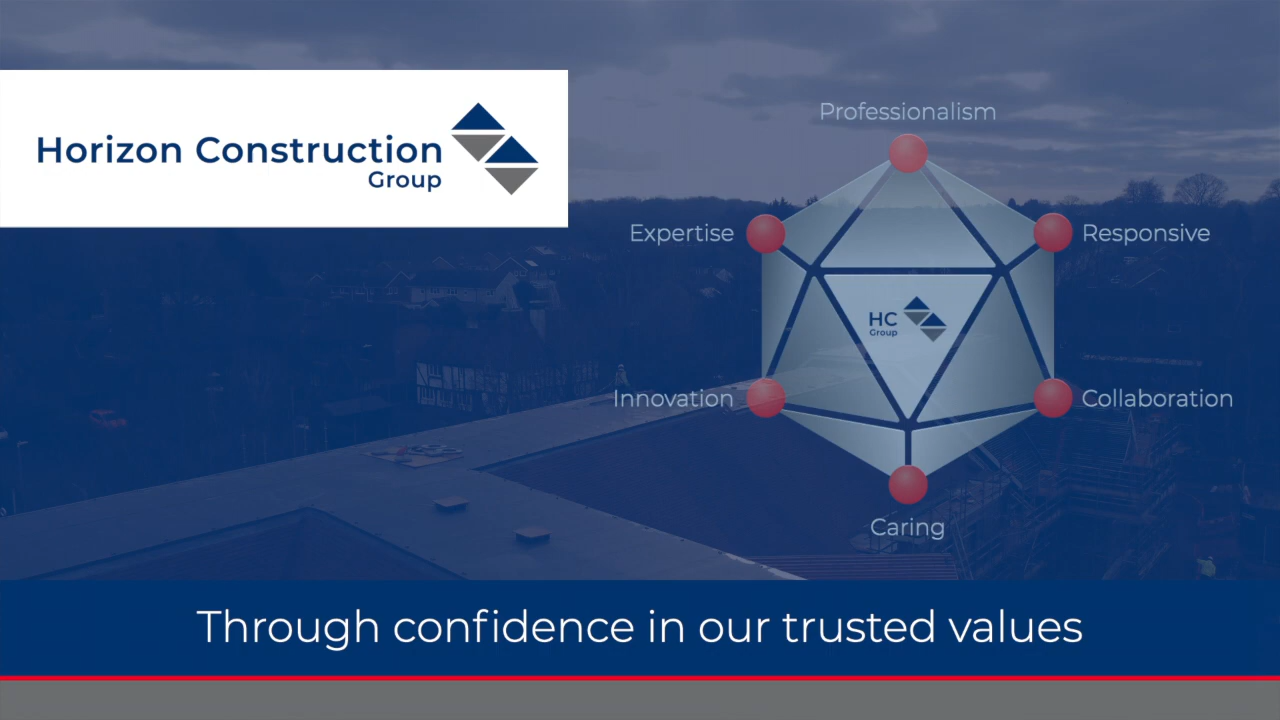 Horizon Construction
Group
Professionalism
Expertise
Responsive
HC
Group
Innovation
Collaboration
Caring
Through confidence in our trusted values